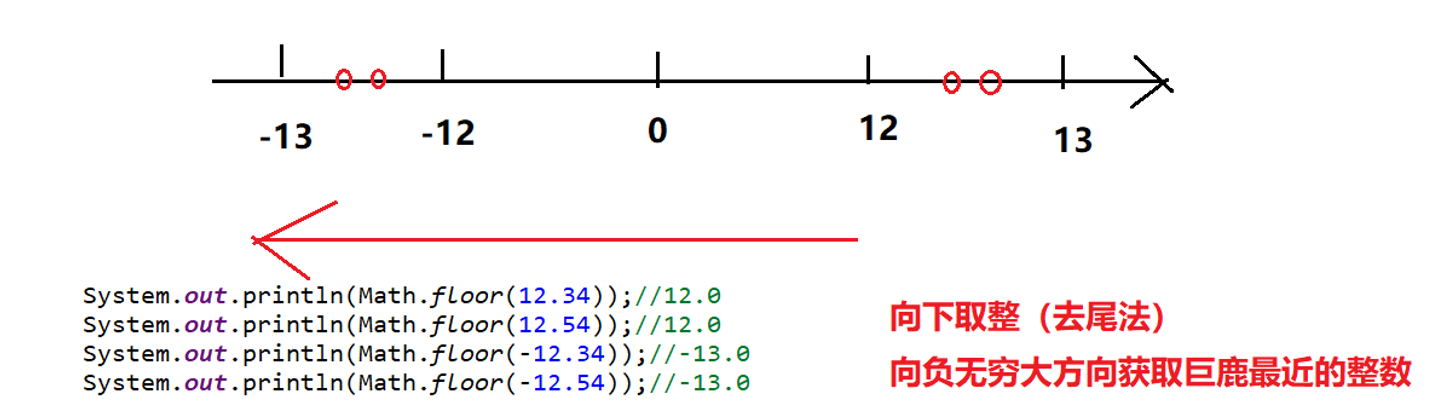 -13 -12 0 12 13
System.out.println(Math.floor(12.34));//12.0
System.out.println(Math.floor(12.54));//12.0
System.out.println(Math.floor(-12.34));//-13.0
System.out.println(Math.floor(-12.54));//-13.0
向下取整（去尾法）
向负无穷大方向获取巨鹿最近的整数